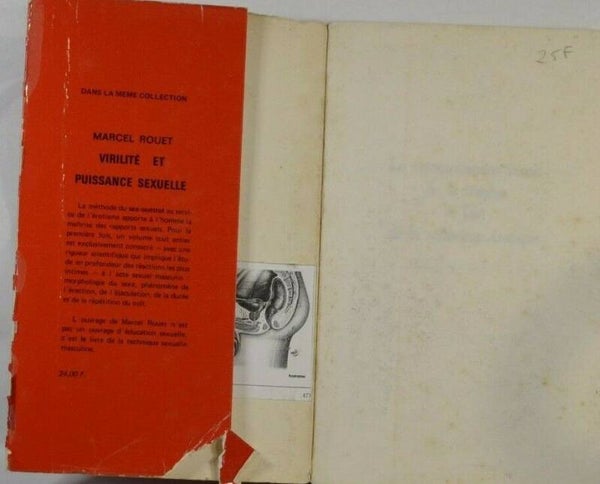 DANS LA MEME COLLECTION
MARCEL ROUET
VIRILITÉ ET
PUISSANCE SEXUELLE
La méthode du sex-control au servi-
ce de l'érotisme apporte à l'homme la
maîtrise des rapports sexuels. Pour la
première fois, un volume tout entier
est exclusivement consacré — avec une
rigueur scientifique qui implique l'étu-
de en profondeur des réactions les plus
intimes — à l'acte sexuel masculin :
morphologie du sexe, phénomène de
l'érection, de l'éjaculation, de la durée
et de la répétition du coït.
L'ouvrage de Marcel Rouet n'est
pas un ouvrage d'éducation sexuelle,
c'est le livre de la technique sexuelle
masculine.
24,00 F.
25F